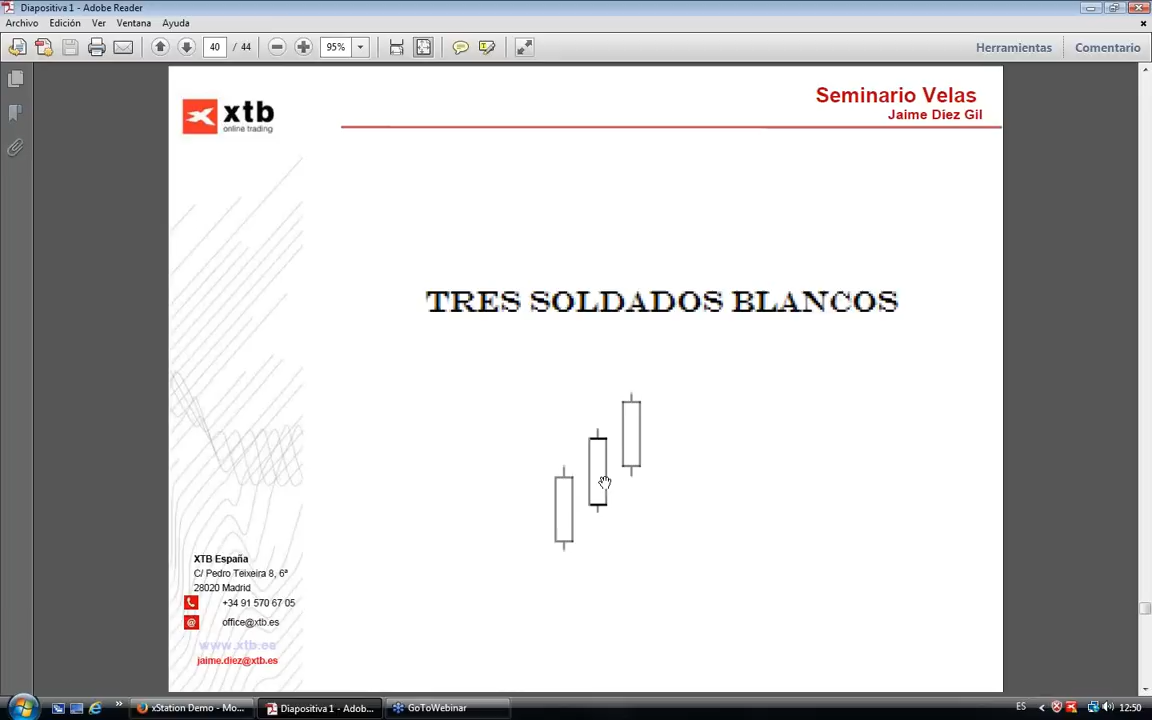 Diapositiva 1 - Adobe Reader
Archivo Edición Ver Ventana Ayuda
40 / 44 95% Herramientas Comentario
xtb
online trading
Seminario Velas
Jaime Diez Gil
TRES SOLDADOS BLANCOS
XTB España
C/ Pedro Teixeira 8, 6ª
28020 Madrid
+34 91 570 67 05
@ office@xtb.es
www.xtb.es
jaime.diez@xtb.es
» xStation Demo - Mo... Diapositiva 1 - Adob... GoToWebinar ES 12:50